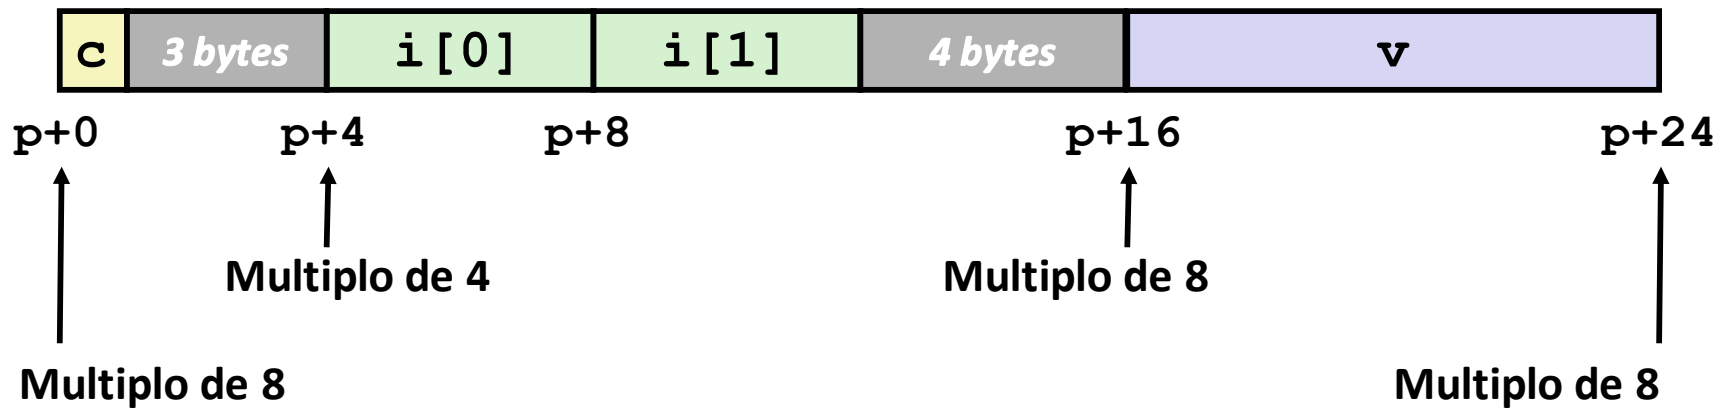 c 3 bytes i[0] i[1] 4 bytes v
p+0 p+4 p+8 p+16 p+24
Multiplo de 4 Multiplo de 8
Multiplo de 8 Multiplo de 8